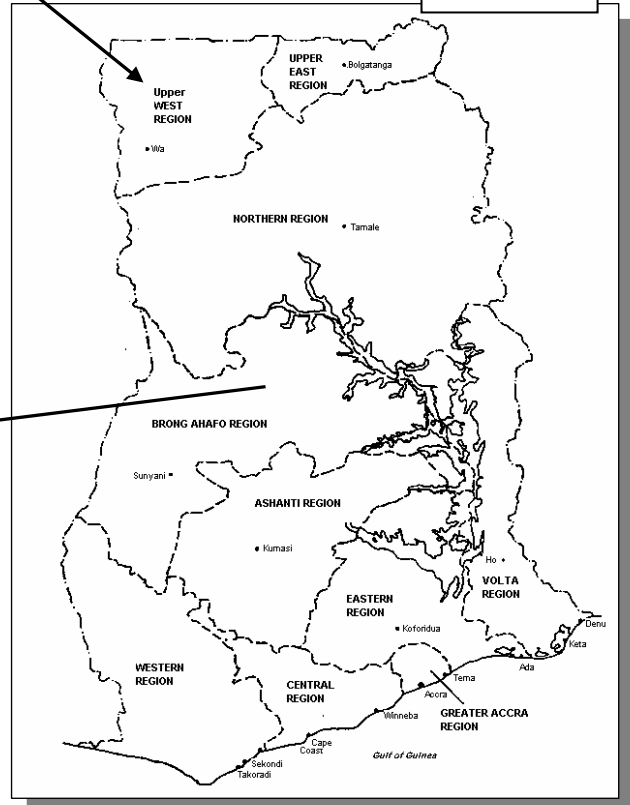 UPPER
EAST
REGION
Bolgatanga
Upper
WEST
REGION
Wa
NORTHERN REGION
Tamale
BRONG AHAFO REGION
Sunyani
ASHANTI REGION
Kumasi
Ho
VOLTA
REGION
EASTERN
REGION
Koforidua
Denu
Keta
Ada
WESTERN
REGION
CENTRAL
REGION
Tema
Accra
Winneba
GREATER ACCRA
REGION
Cape
Coast
Sekondi
Takoradi
Gulf of Guinea